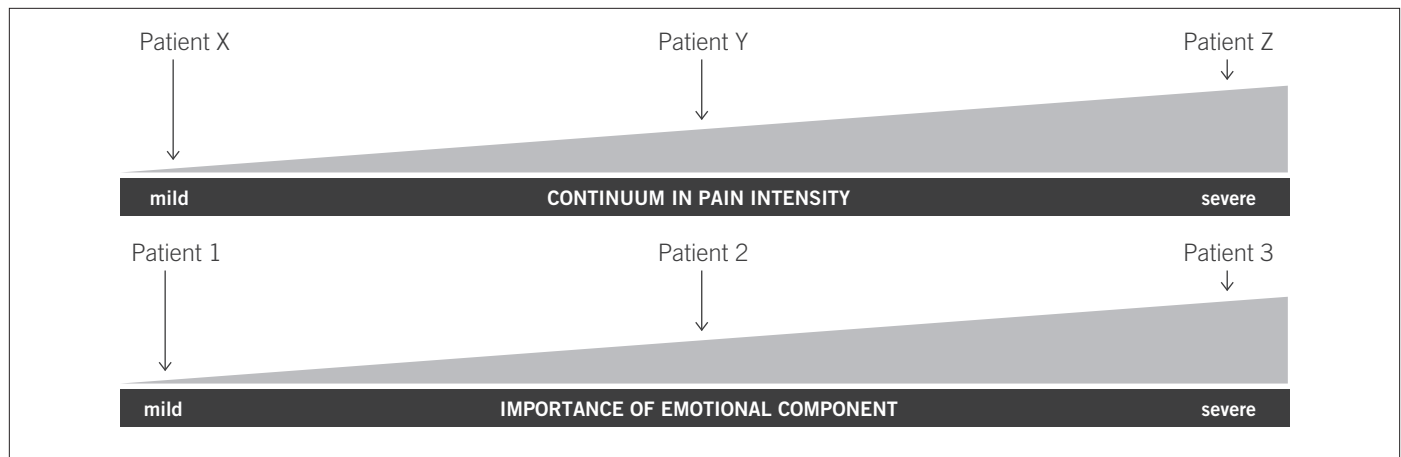 Patient X Patient Y Patient Z
mild CONTINUUM IN PAIN INTENSITY severe
Patient 1 Patient 2 Patient 3
mild IMPORTANCE OF EMOTIONAL COMPONENT severe